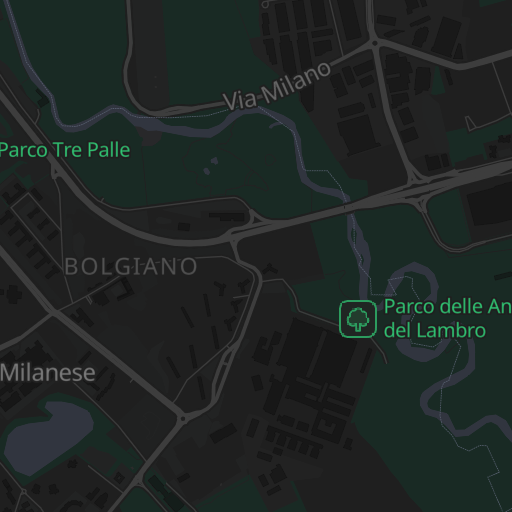 Via Milano
Parco Tre Palle
BOLGIANO
Parco delle An
del Lambro
Milanese